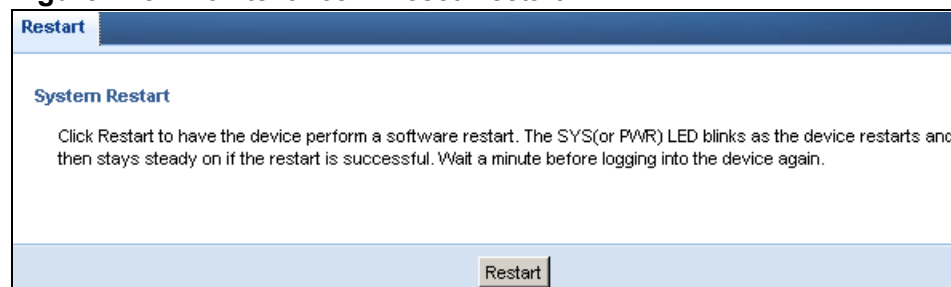 Restart
System Restart
Click Restart to have the device perform a software restart. The SYS(or PWR) LED blinks as the device restarts and
then stays steady on if the restart is successful. Wait a minute before logging into the device again.
Restart